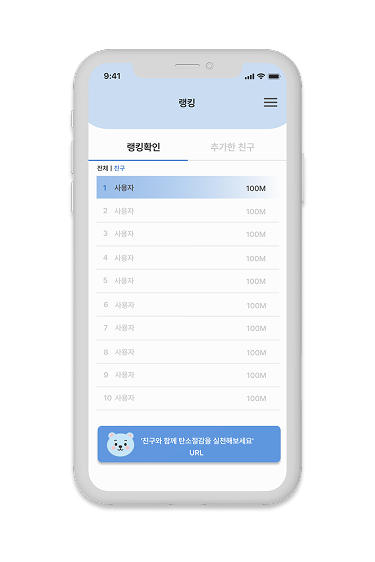 9:41
랭킹
랭킹확인 추가한 친구
전체 | 친구
1 사용자 100M
2 사용자 100M
3 사용자 100M
4 사용자 100M
5 사용자 100M
6 사용자 100M
7 사용자 100M
8 사용자 100M
9 사용자 100M
10 사용자 100M
'친구와 함께 탄소절감을 실천해보세요'
URL